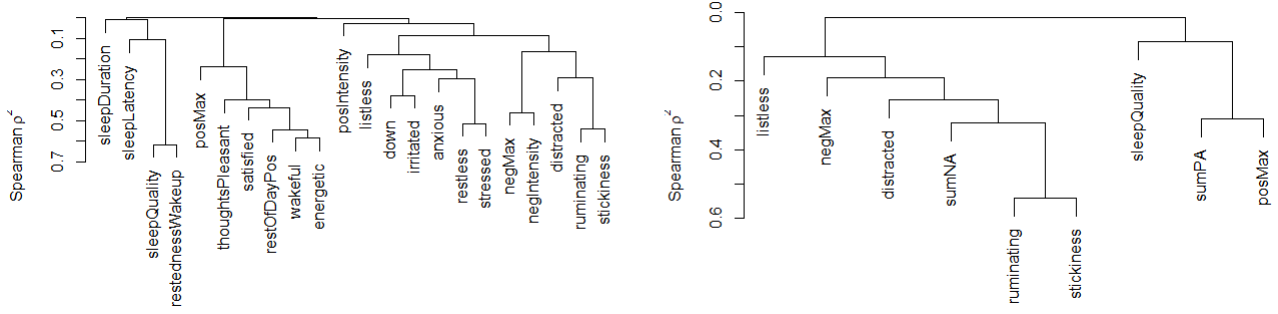 Spearman ρ²
0.1
0.3
0.5
0.7
sleepDuration
sleepLatency
sleepQuality
restednessWakeup
posMax
thoughtsPleasant
satisfied
restOfDayPos
wakeful
energetic
posIntensity
listless
down
irritated
anxious
restless
stressed
negMax
negIntensity
distracted
ruminating
stickiness
Spearman ρ²
0.0
0.2
0.4
0.6
listless
negMax
distracted
sumNA
ruminating
stickiness
sleepQuality
sumPA
posMax